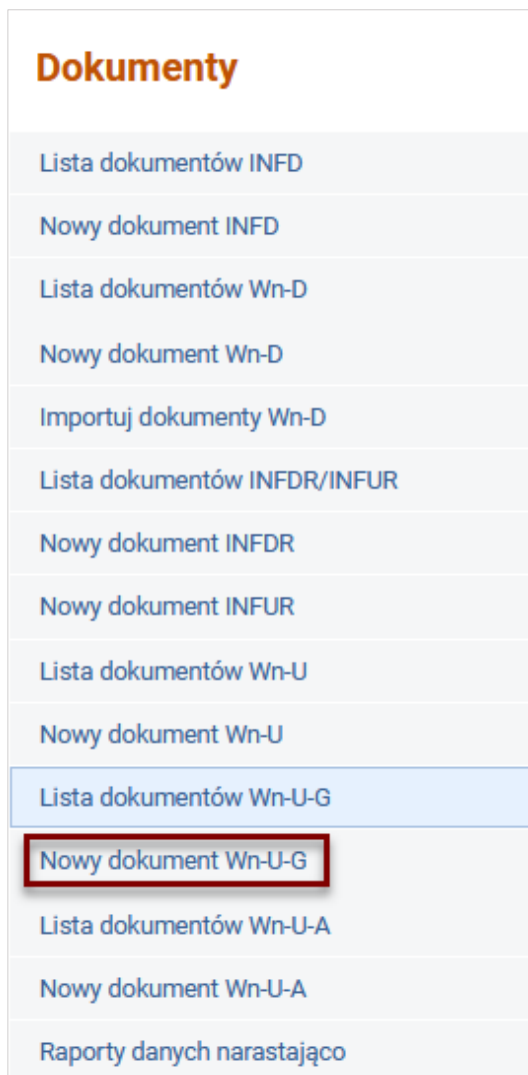 Dokumenty
Lista dokumentów INFD
Nowy dokument INFD
Lista dokumentów Wn-D
Nowy dokument Wn-D
Importuj dokumenty Wn-D
Lista dokumentów INFDR/INFUR
Nowy dokument INFDR
Nowy dokument INFUR
Lista dokumentów Wn-U
Nowy dokument Wn-U
Lista dokumentów Wn-U-G
Nowy dokument Wn-U-G
Lista dokumentów Wn-U-A
Nowy dokument Wn-U-A
Raporty danych narastająco